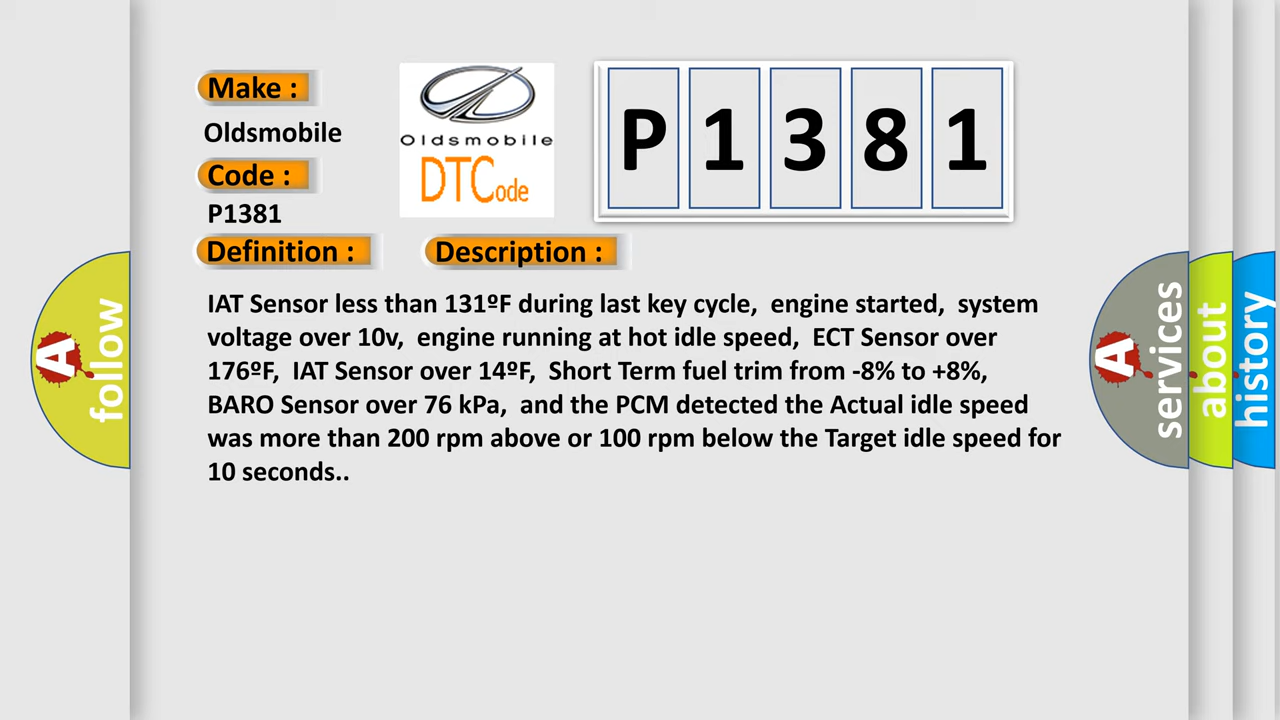 Make :
Oldsmobile
Code :
P1381
Oldsmobile
DTCode
P 1 3 8 1
Definition :
Description :
IAT Sensor less than 131ºF during last key cycle, engine started, system
voltage over 10v, engine running at hot idle speed, ECT Sensor over
176ºF, IAT Sensor over 14ºF, Short Term fuel trim from -8% to +8%,
BARO Sensor over 76 kPa, and the PCM detected the Actual idle speed
was more than 200 rpm above or 100 rpm below the Target idle speed for
10 seconds..
A follow
A services
about
history